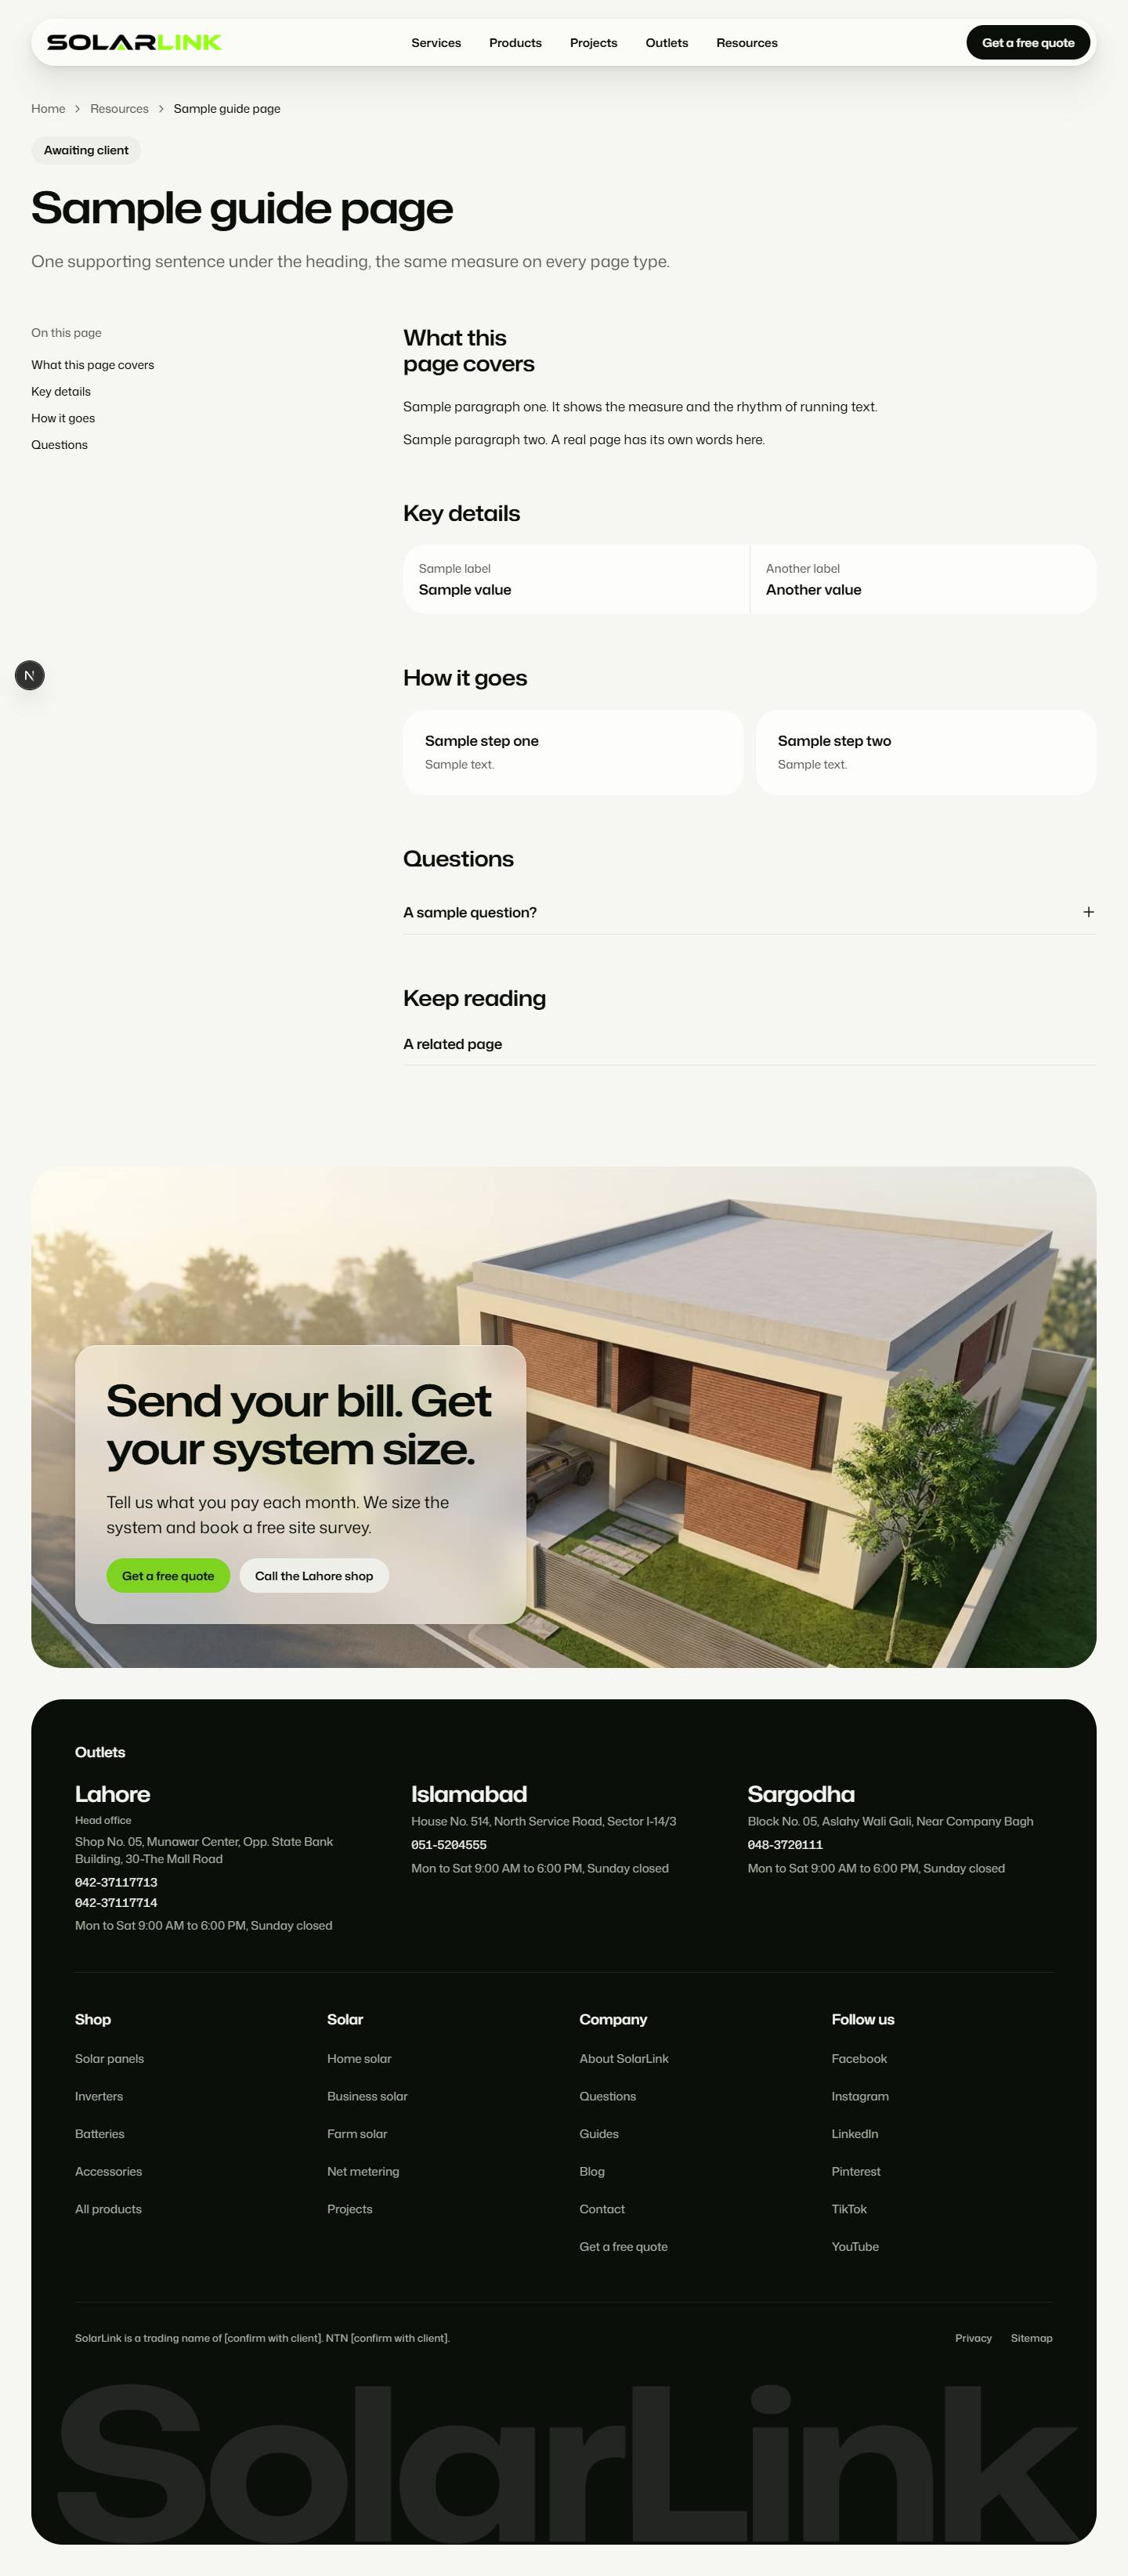 SOLARLINK
Services
Products
Projects
Outlets
Resources
Get a free quote
Home
Resources
Sample guide page
Awaiting client
Sample guide page
One supporting sentence under the heading, the same measure on every page type.
On this page
What this page covers
Key details
How it goes
Questions
What this
page covers
Sample paragraph one. It shows the measure and the rhythm of running text.
Sample paragraph two. A real page has its own words here.
Key details
Sample label
Sample value
Another label
Another value
N
How it goes
Sample step one
Sample text.
Sample step two
Sample text.
Questions
A sample question?
Keep reading
A related page
Send your bill. Get
your system size.
Tell us what you pay each month. We size the
system and book a free site survey.
Get a free quote
Call the Lahore shop
Outlets
Lahore
Head office
Shop No. 05, Munawar Center, Opp. State Bank
Building, 30-The Mall Road
042-37117713
042-37117714
Mon to Sat 9:00 AM to 6:00 PM, Sunday closed
Islamabad
House No. 514, North Service Road, Sector I-14/3
051-5204555
Mon to Sat 9:00 AM to 6:00 PM, Sunday closed
Sargodha
Block No. 05, Aslahy Wali Gali, Near Company Bagh
048-3720111
Mon to Sat 9:00 AM to 6:00 PM, Sunday closed
Shop
Solar panels
Inverters
Batteries
Accessories
All products
Solar
Home solar
Business solar
Farm solar
Net metering
Projects
Company
About SolarLink
Questions
Guides
Blog
Contact
Get a free quote
Follow us
Facebook
Instagram
LinkedIn
Pinterest
TikTok
YouTube
SolarLink is a trading name of [confirm with client]. NTN [confirm with client].
Privacy
Sitemap
SolarLink